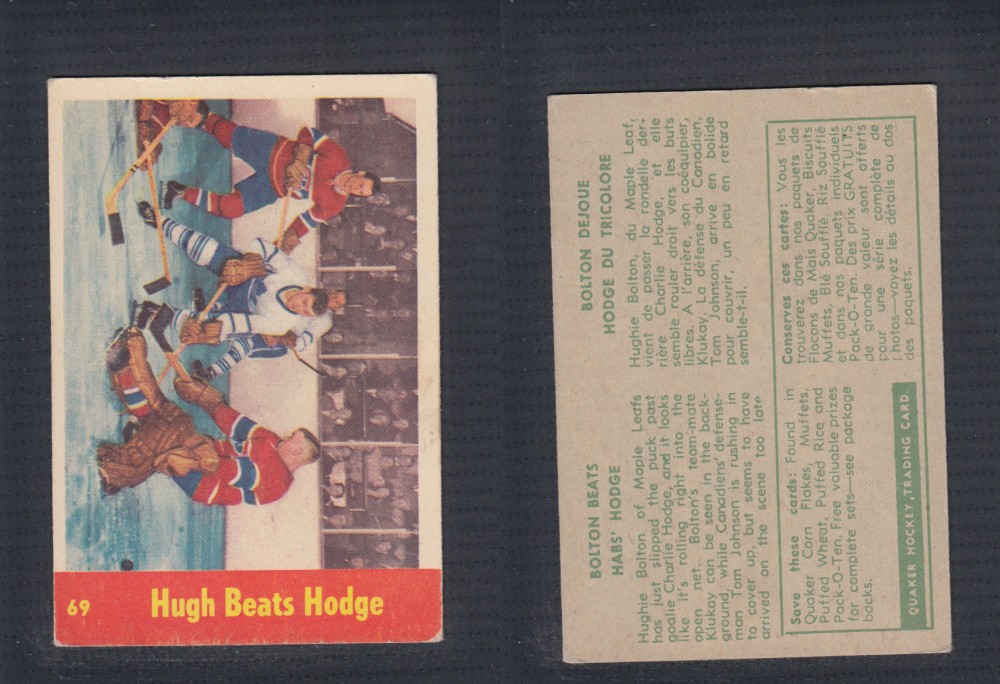 69
Hugh Beats Hodge
BOLTON BEATS
HABS' HODGE
Hughie Bolton of Maple Leafs
has just slipped the puck past
goalie Charlie Hodge, and it looks
like it's rolling right into the
open net. Bolton's team-mate
Klukay can be seen in the back-
ground, while Canadiens' defense-
man Tom Johnson is rushing in
to cover up, but seems to have
arrived on the scene too late.
BOLTON DEJOUE
HODGE DU TRICOLORE
Hughie Bolton, du Maple Leaf,
vient de passer la rondelle der-
rière Charlie Hodge, et elle
semble rouler droit vers les buts
libres. A l'arrière, son coéquipier,
Klukay. La défense du Canadien,
Tom Johnson, arrive en bolide
pour couvrir, un peu en retard
semble-t-il.
Save these cards: Found in
Quaker Corn Flakes, Muffets,
Puffed Wheat, Puffed Rice and
Pack-O-Ten. Free valuable prizes
for complete sets—see package
backs.
Conserves ces cartes: Vous les
trouverez dans nos paquets de
Flocons de Mais Quaker, Biscuits
Muffets, Blé Soufflé, Riz Soufflé
et dans nos paquets individuels
Pack-O-Ten. Des prix GRATUITS
de grande valeur sont offerts
pour une série complète de
photos—voyez les détails au dos
des paquets.
QUAKER HOCKEY TRADING CARD.